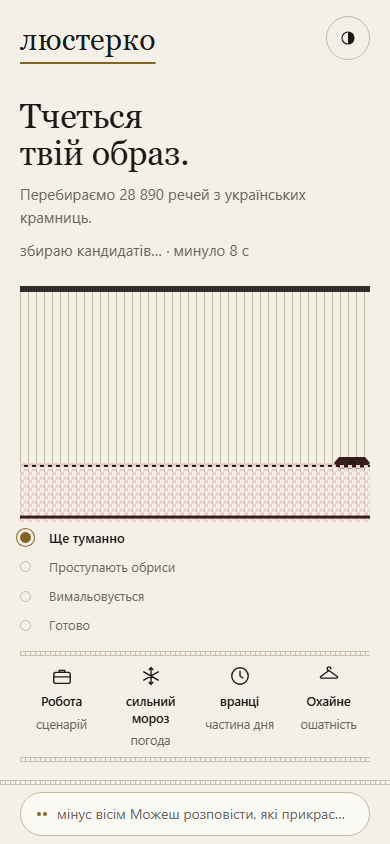 люстерко
Тчеться
твій образ.
Перебираємо 28 890 речей з українських
крамниць.
збираю кандидатів… · минуло 8 с
Ще туманно
Проступають обриси
Вимальовується
Готово
Робота
сценарій
сильний
мороз
погода
вранці
частина дня
Охайне
ошатність
мінус вісім Можеш розповісти, які прикрас…